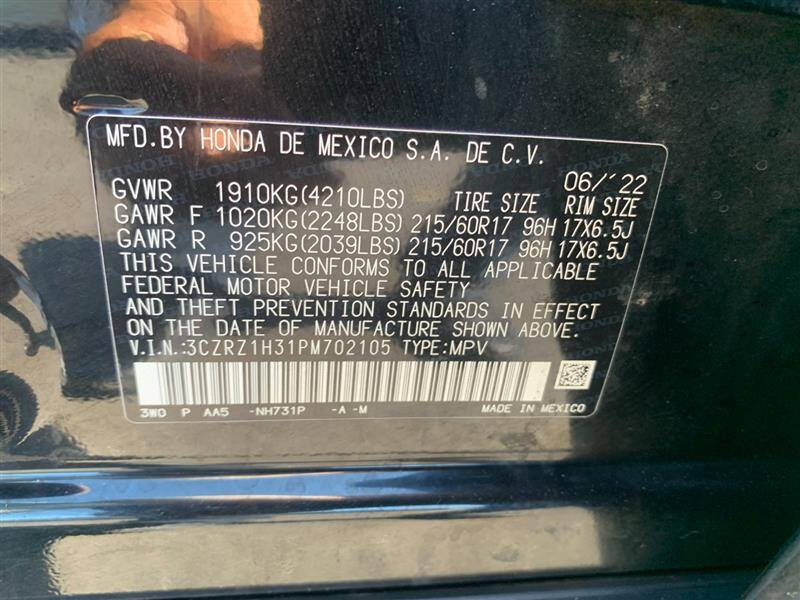 MFD.BY HONDA DE MEXICO S.A. DE C.V.
06/'22
GVWR 1910KG(4210LBS) TIRE SIZE RIM SIZE
GAWR F 1020KG(2248LBS) 215/60R17 96H 17X6.5J
GAWR R 925KG(2039LBS) 215/60R17 96H 17X6.5J
THIS VEHICLE CONFORMS TO ALL APPLICABLE
FEDERAL MOTOR VEHICLE SAFETY
AND THEFT PREVENTION STANDARDS IN EFFECT
ON THE DATE OF MANUFACTURE SHOWN ABOVE.
V.I.N.:3CZRZ1H31PM702105 TYPE:MPV
3W0 P AA5 -NH731P -A -M MADE IN MEXICO